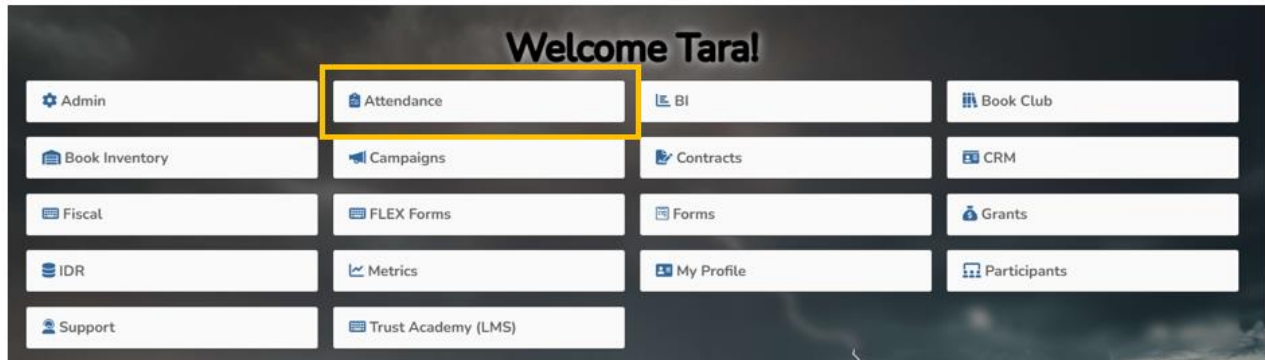 Welcome Tara!
Admin
Attendance
BI
Book Club
Book Inventory
Campaigns
Contracts
CRM
Fiscal
FLEX Forms
Forms
Grants
IDR
Metrics
My Profile
Participants
Support
Trust Academy (LMS)